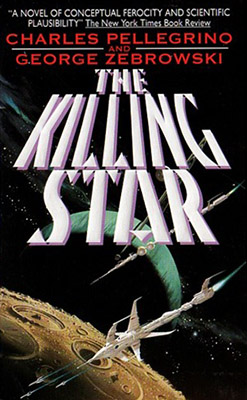 "A NOVEL OF CONCEPTUAL FEROCITY AND SCIENTIFIC
PLAUSIBILITY" The New York Times Book Review
CHARLES PELLEGRINO
AND
GEORGE ZEBROWSKI
THE
KILLING
STAR